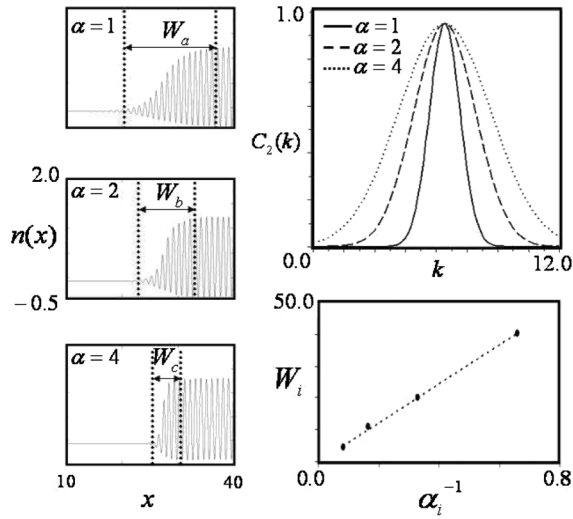 α = 1
W_a
α = 2
W_b
2.0
n(x)
−0.5
α = 4
W_c
10
x
40
1.0
α = 1
α = 2
α = 4
C₂(k)
0.0
k
12.0
50.0
W_i
0.0
α_i⁻¹
0.8